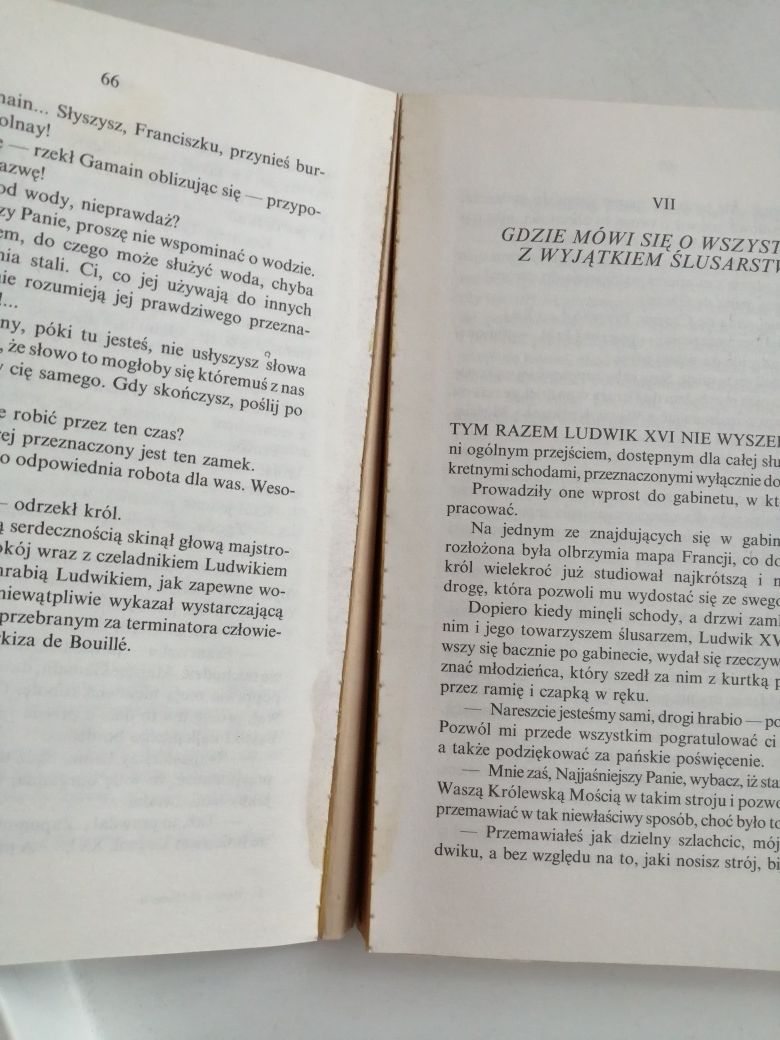 66
Słyszysz, Franciszku, przynieś bur-
olnay!
— rzekł Gamain oblizując się — przypo-
azwę!
od wody, nieprawdaż?
zy Panie, proszę nie wspominać o wodzie.
em, do czego może służyć woda, chyba
nia stali. Ci, co jej używają do innych
nie rozumieją jej prawdziwego przezna-
!...
ny, póki tu jesteś, nie usłyszysz słowa
, że słowo to mogłoby się któremuś z nas
cię samego. Gdy skończysz, poślij po
e robić przez ten czas?
ej przeznaczony jest ten zamek.
o odpowiednia robota dla was. Weso-
— odrzekł król.
ą serdecznością skinął głową majstro-
okój wraz z czeladnikiem Ludwikiem
hrabią Ludwikiem, jak zapewne wo-
niewątpliwie wykazał wystarczającą
przebranym za terminatora człowie-
rkiza de Bouillé.
VII
GDZIE MÓWI SIĘ O WSZYST
Z WYJĄTKIEM ŚLUSARSTW
TYM RAZEM LUDWIK XVI NIE WYSZEDŁ
ni ogólnym przejściem, dostępnym dla całej słu
kretnymi schodami, przeznaczonymi wyłącznie do
Prowadziły one wprost do gabinetu, w kt
pracować.
Na jednym ze znajdujących się w gabin
rozłożona była olbrzymia mapa Francji, co do
król wielekroć już studiował najkrótszą i n
drogę, która pozwoli mu wydostać się ze swego
Dopiero kiedy minęli schody, a drzwi zaml
nim i jego towarzyszem ślusarzem, Ludwik XV
wszy się bacznie po gabinecie, wydał się rzeczyw
znać młodzieńca, który szedł za nim z kurtką p
przez ramię i czapką w ręku.
— Nareszcie jesteśmy sami, drogi hrabio — po
Pozwól mi przede wszystkim pogratulować ci
a także podziękować za pańskie poświęcenie.
— Mnie zaś, Najjaśniejszy Panie, wybacz, iż sta
Waszą Królewską Mością w takim stroju i pozwo
przemawiać w tak niewłaściwy sposób, choć było to
— Przemawiałeś jak dzielny szlachcic, mój
dwiku, a bez względu na to, jaki nosisz strój, bi